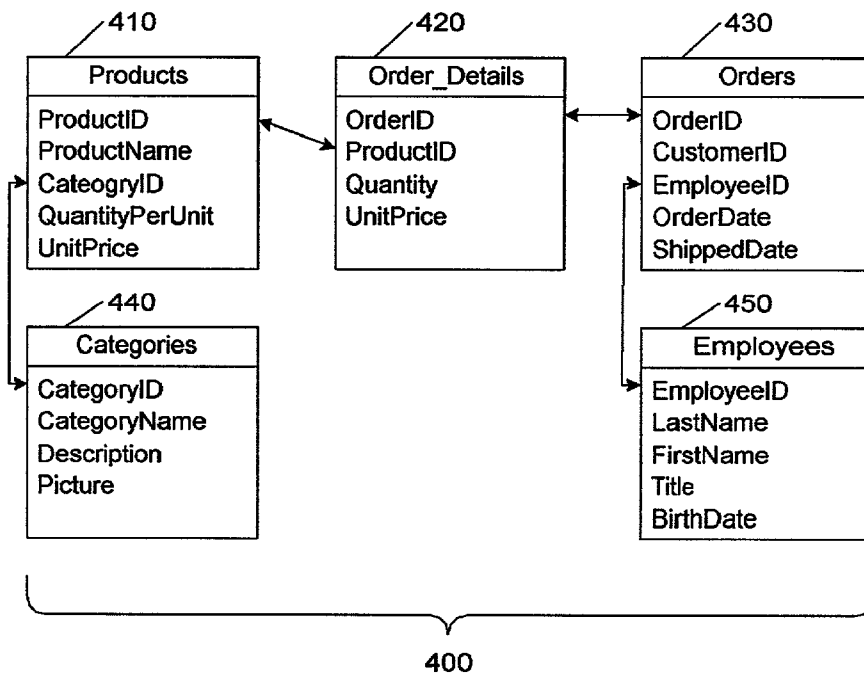 410
Products
ProductID
ProductName
CateogryID
QuantityPerUnit
UnitPrice
420
Order_Details
OrderID
ProductID
Quantity
UnitPrice
430
Orders
OrderID
CustomerID
EmployeeID
OrderDate
ShippedDate
440
Categories
CategoryID
CategoryName
Description
Picture
450
Employees
EmployeeID
LastName
FirstName
Title
BirthDate
400